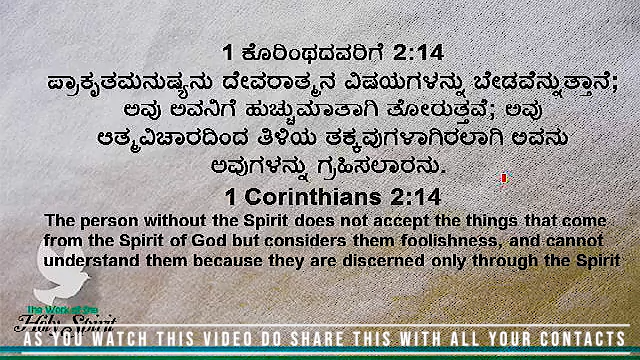 1 ಕೊರಿಂಥದವರಿಗೆ 2:14
ಪ್ರಾಕೃತಮನುಷ್ಯನು ದೇವರಾತ್ಮನ ವಿಷಯಗಳನ್ನು ಬೇಡವೆನ್ನುತ್ತಾನೆ;
ಅವು ಅವನಿಗೆ ಹುಚ್ಚುಮಾತಾಗಿ ತೋರುತ್ತವೆ; ಅವು
ಆತ್ಮವಿಚಾರದಿಂದ ತಿಳಿಯ ತಕ್ಕವುಗಳಾಗಿರಲಾಗಿ ಅವನು
ಅವುಗಳನ್ನು ಗ್ರಹಿಸಲಾರನು.
1 Corinthians 2:14
The person without the Spirit does not accept the things that come
from the Spirit of God but considers them foolishness, and cannot
understand them because they are discerned only through the Spirit
The Work of the
Holy Spirit
AS YOU WATCH THIS VIDEO DO SHARE THIS WITH ALL YOUR CONTACTS